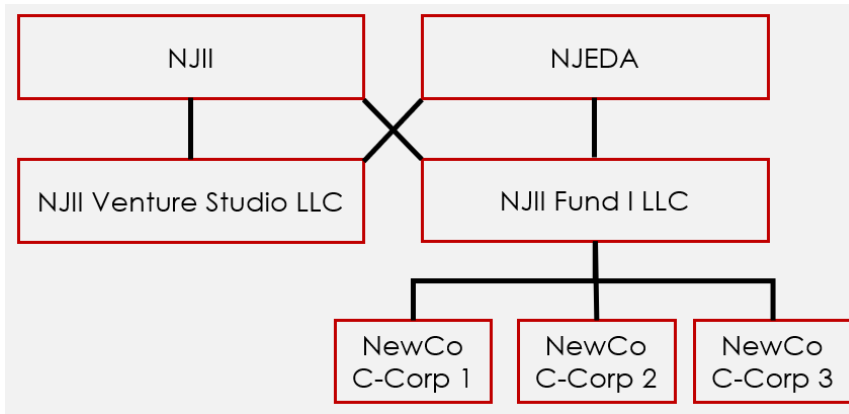 NJII
NJEDA
NJII Venture Studio LLC
NJII Fund I LLC
NewCo
C-Corp 1
NewCo
C-Corp 2
NewCo
C-Corp 3